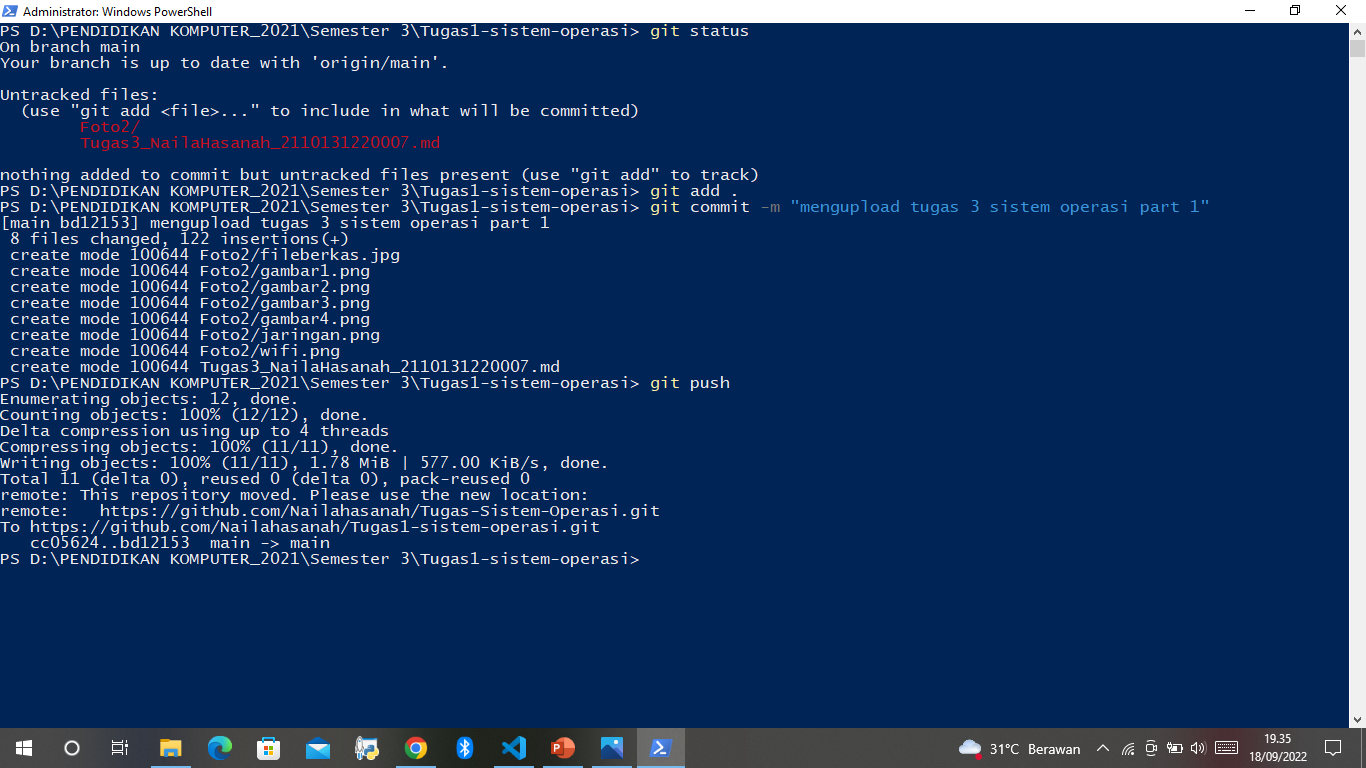 Administrator: Windows PowerShell
PS D:\PENDIDIKAN KOMPUTER_2021\Semester 3\Tugas1-sistem-operasi> git status
On branch main
Your branch is up to date with 'origin/main'.
Untracked files:
(use "git add <file>..." to include in what will be committed)
Foto2/
Tugas3_NailaHasanah_2110131220007.md
nothing added to commit but untracked files present (use "git add" to track)
PS D:\PENDIDIKAN KOMPUTER_2021\Semester 3\Tugas1-sistem-operasi> git add .
PS D:\PENDIDIKAN KOMPUTER_2021\Semester 3\Tugas1-sistem-operasi> git commit -m "mengupload tugas 3 sistem operasi part 1"
[main bd12153] mengupload tugas 3 sistem operasi part 1
8 files changed, 122 insertions(+)
create mode 100644 Foto2/fileberkas.jpg
create mode 100644 Foto2/gambar1.png
create mode 100644 Foto2/gambar2.png
create mode 100644 Foto2/gambar3.png
create mode 100644 Foto2/gambar4.png
create mode 100644 Foto2/jaringan.png
create mode 100644 Foto2/wifi.png
create mode 100644 Tugas3_NailaHasanah_2110131220007.md
PS D:\PENDIDIKAN KOMPUTER_2021\Semester 3\Tugas1-sistem-operasi> git push
Enumerating objects: 12, done.
Counting objects: 100% (12/12), done.
Delta compression using up to 4 threads
Compressing objects: 100% (11/11), done.
Writing objects: 100% (11/11), 1.78 MiB | 577.00 KiB/s, done.
Total 11 (delta 0), reused 0 (delta 0), pack-reused 0
remote: This repository moved. Please use the new location:
remote:   https://github.com/Nailahasanah/Tugas-Sistem-Operasi.git
To https://github.com/Nailahasanah/Tugas1-sistem-operasi.git
cc05624..bd12153  main -> main
PS D:\PENDIDIKAN KOMPUTER_2021\Semester 3\Tugas1-sistem-operasi>
31°C Berawan
19.35
18/09/2022